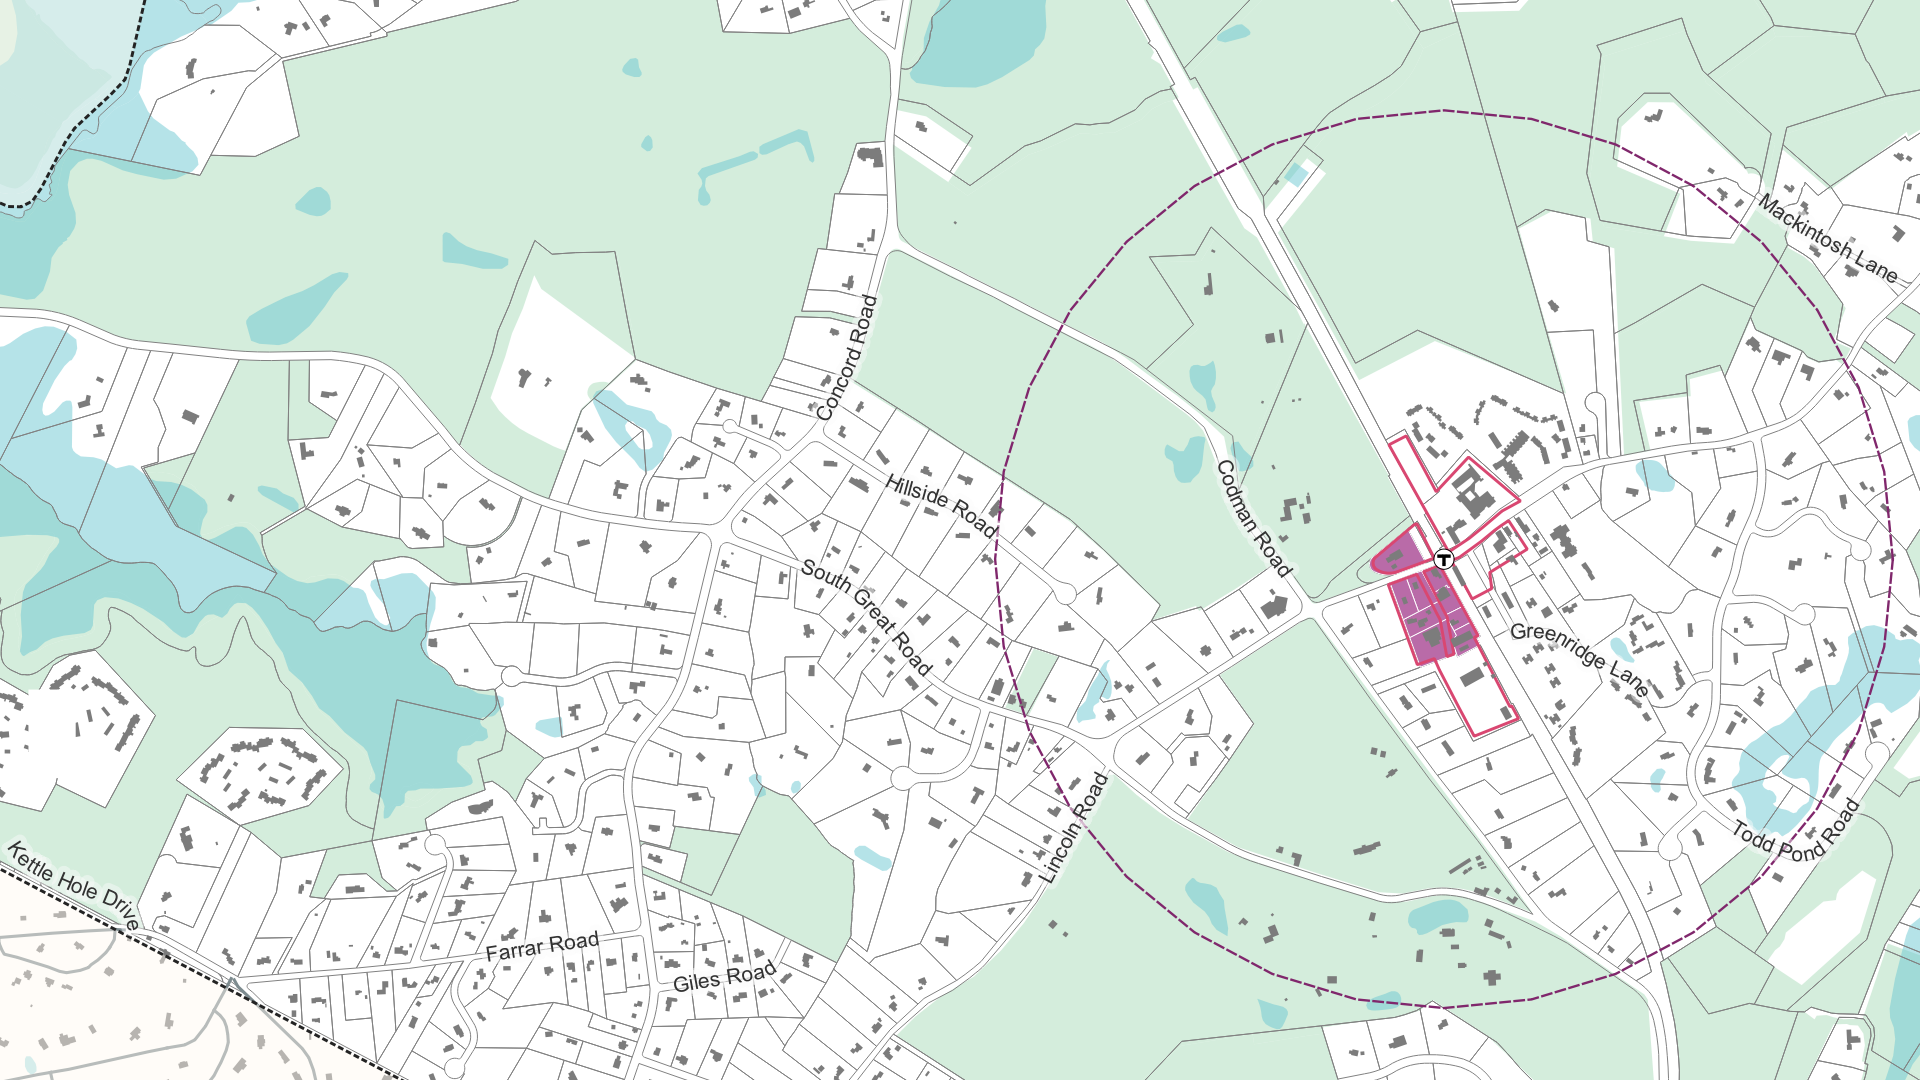 Mackintosh Lane
Concord Road
Hillside Road
Codman Road
T
South Great Road
Greenridge Lane
Lincoln Road
Todd Pond Road
Kettle Hole Drive
Farrar Road
Giles Road